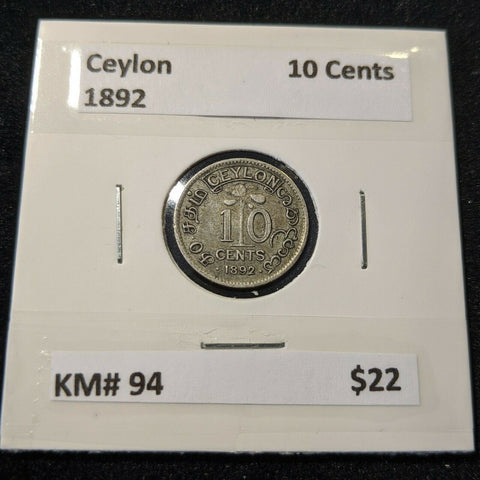 Ceylon 10 Cents
1892
CEYLON
10
CENTS
· 1892 ·
KM# 94 $22